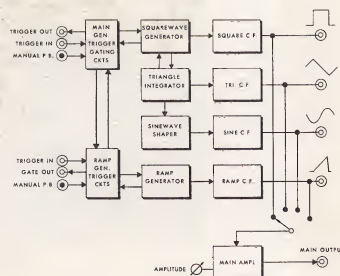 TRIGGER OUT
TRIGGER IN
MANUAL P.B.
MAIN
GEN.
TRIGGER
GATING
CKTS
SQUAREWAVE
GENERATOR
SQUARE C F
TRIANGLE
INTEGRATOR
TRI. C F
SINEWAVE
SHAPER
SINE C F
TRIGGER IN
GATE OUT
MANUAL P.B
RAMP
GEN.
TRIGGER
CKTS
RAMP
GENERATOR
RAMP C F.
MAIN OUTPUT
MAIN AMPL
AMPLITUDE